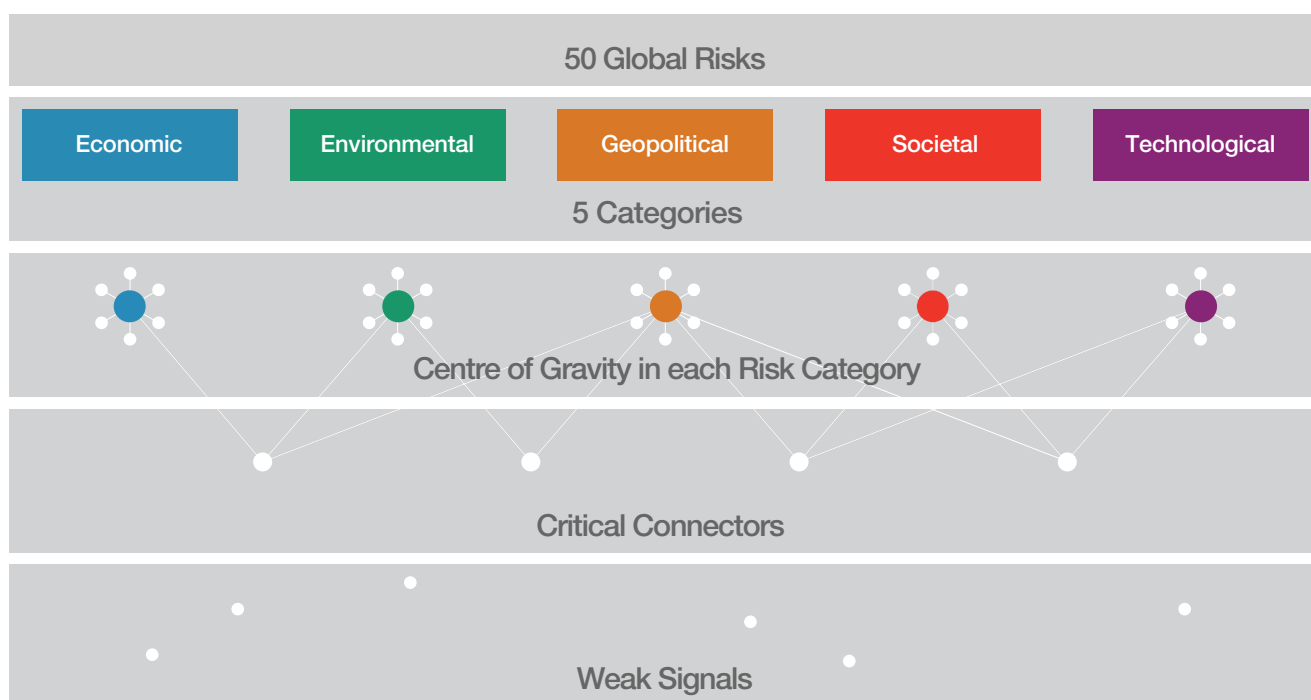 50 Global Risks
Economic
Environmental
Geopolitical
Societal
Technological
5 Categories
Centre of Gravity in each Risk Category
Critical Connectors
Weak Signals